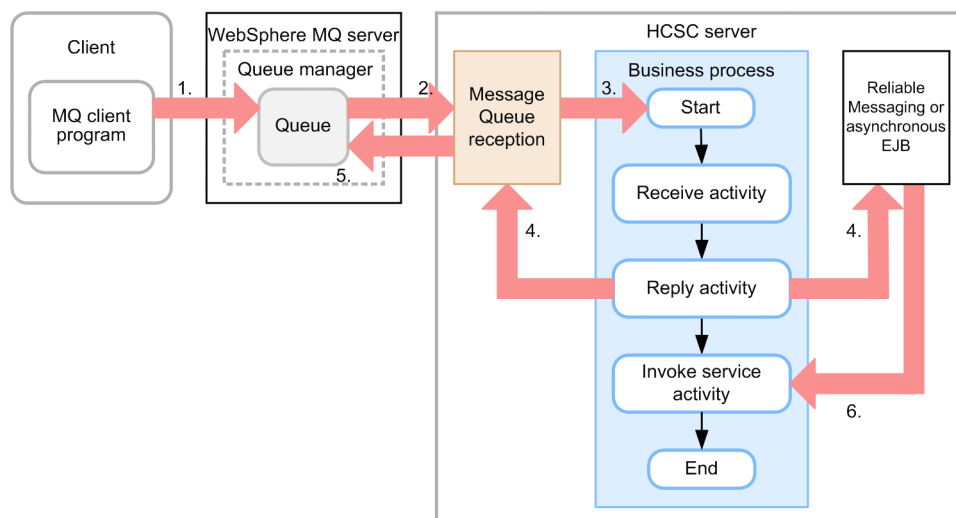 Client
MQ client
program
1.
WebSphere MQ server
Queue manager
Queue
5.
2.
HCSC server
Message
Queue
reception
3.
Business process
Start
Receive activity
Reply activity
Invoke service
activity
End
4.
4.
Reliable
Messaging or
asynchronous
EJB
6.